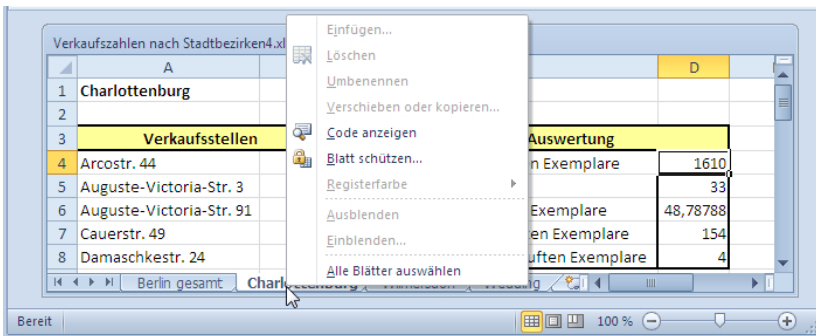 Verkaufszahlen nach Stadtbezirken4.xl
A D
1 Charlottenburg
2
3 Verkaufsstellen Auswertung
4 Arcostr. 44 n Exemplare 1610
5 Auguste-Victoria-Str. 3 33
6 Auguste-Victoria-Str. 91 Exemplare 48,78788
7 Cauerstr. 49 ten Exemplare 154
8 Damaschkestr. 24 uften Exemplare 4
Einfügen...
Löschen
Umbenennen
Verschieben oder kopieren...
Code anzeigen
Blatt schützen...
Registerfarbe
Ausblenden
Einblenden...
Alle Blätter auswählen
Berlin gesamt
Bereit 100 %